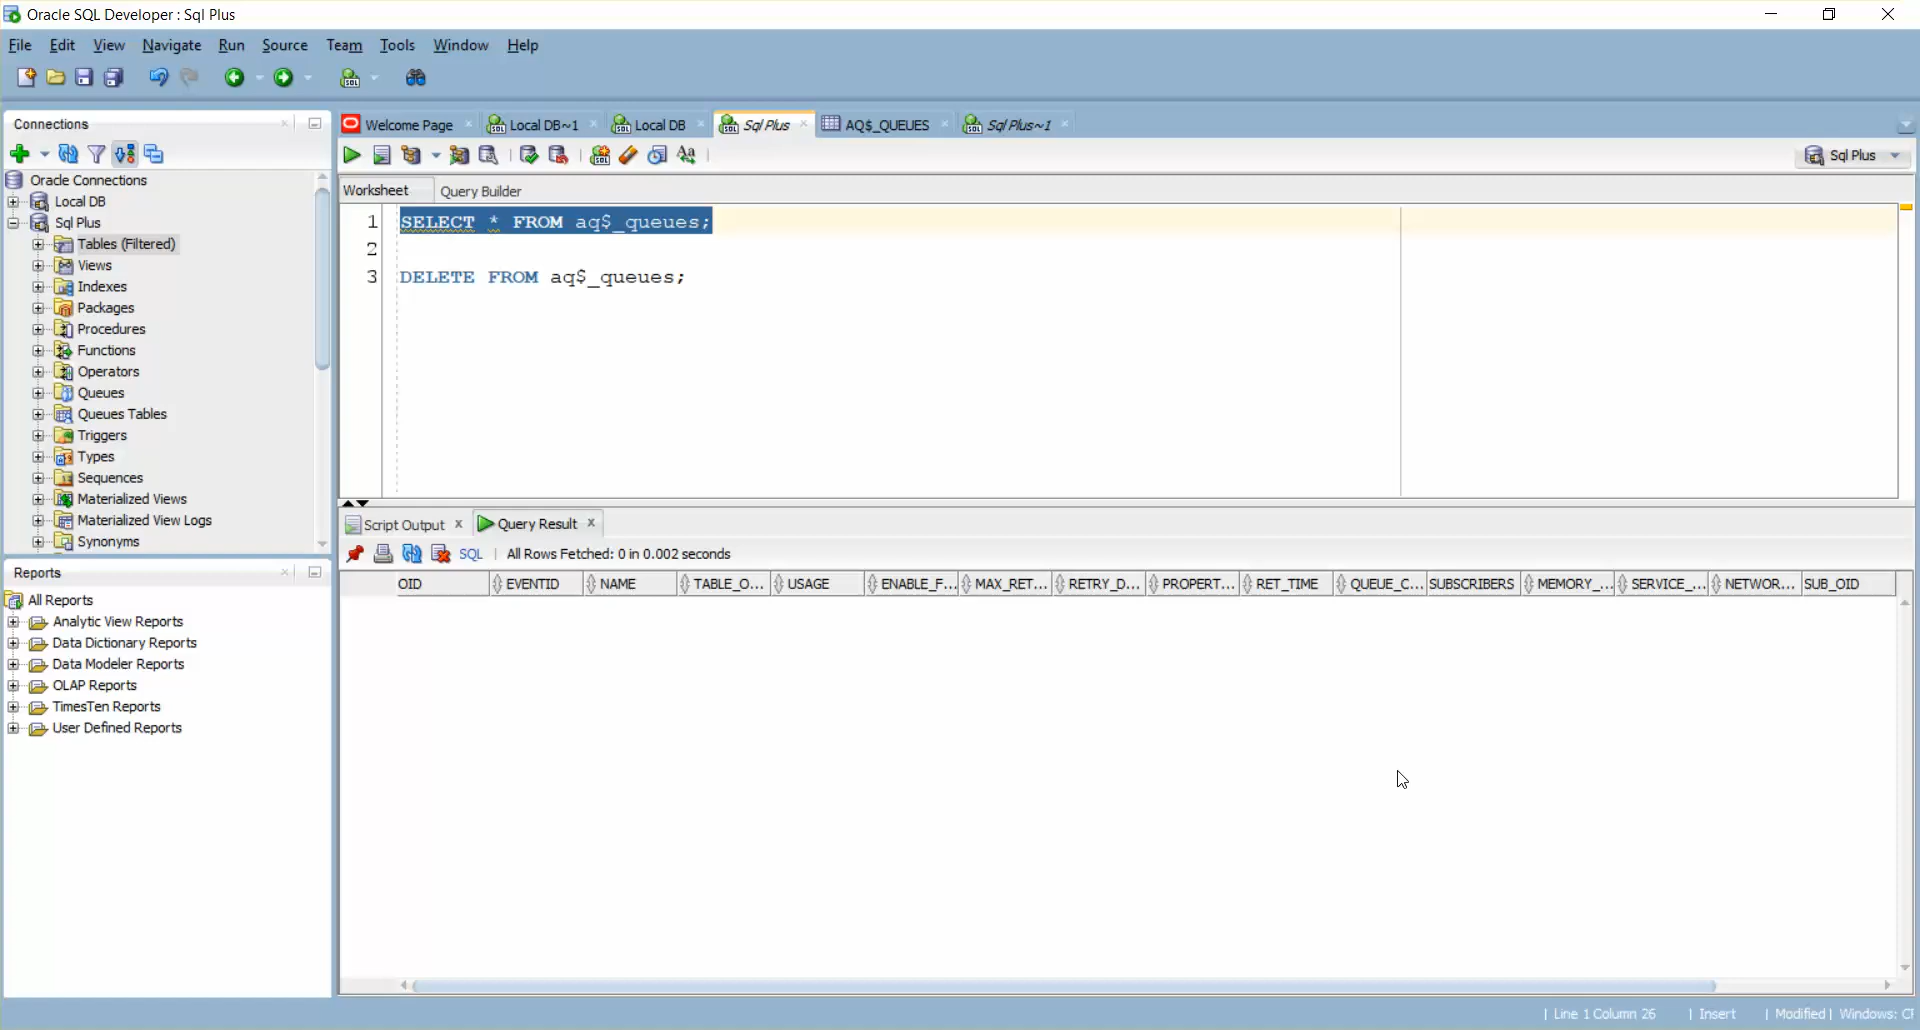 Oracle SQL Developer : Sql Plus
File Edit View Navigate Run Source Team Tools Window Help
Connections
Oracle Connections
Local DB
Sql Plus
Tables (Filtered)
Views
Indexes
Packages
Procedures
Functions
Operators
Queues
Queues Tables
Triggers
Types
Sequences
Materialized Views
Materialized View Logs
Synonyms
Reports
All Reports
Analytic View Reports
Data Dictionary Reports
Data Modeler Reports
OLAP Reports
TimesTen Reports
User Defined Reports
Welcome Page Local DB~1 Local DB Sql Plus AQ$_QUEUES Sql Plus~1
Sql Plus
Worksheet Query Builder
1 SELECT * FROM aq$_queues;
2
3 DELETE FROM aq$_queues;
Script Output Query Result
SQL All Rows Fetched: 0 in 0.002 seconds
OID EVENTID NAME TABLE_O... USAGE ENABLE_F... MAX_RET... RETRY_D... PROPERT... RET_TIME QUEUE_C... SUBSCRIBERS MEMORY_... SERVICE_... NETWOR... SUB_OID
Line 1 Column 26 Insert Modified Windows: CF